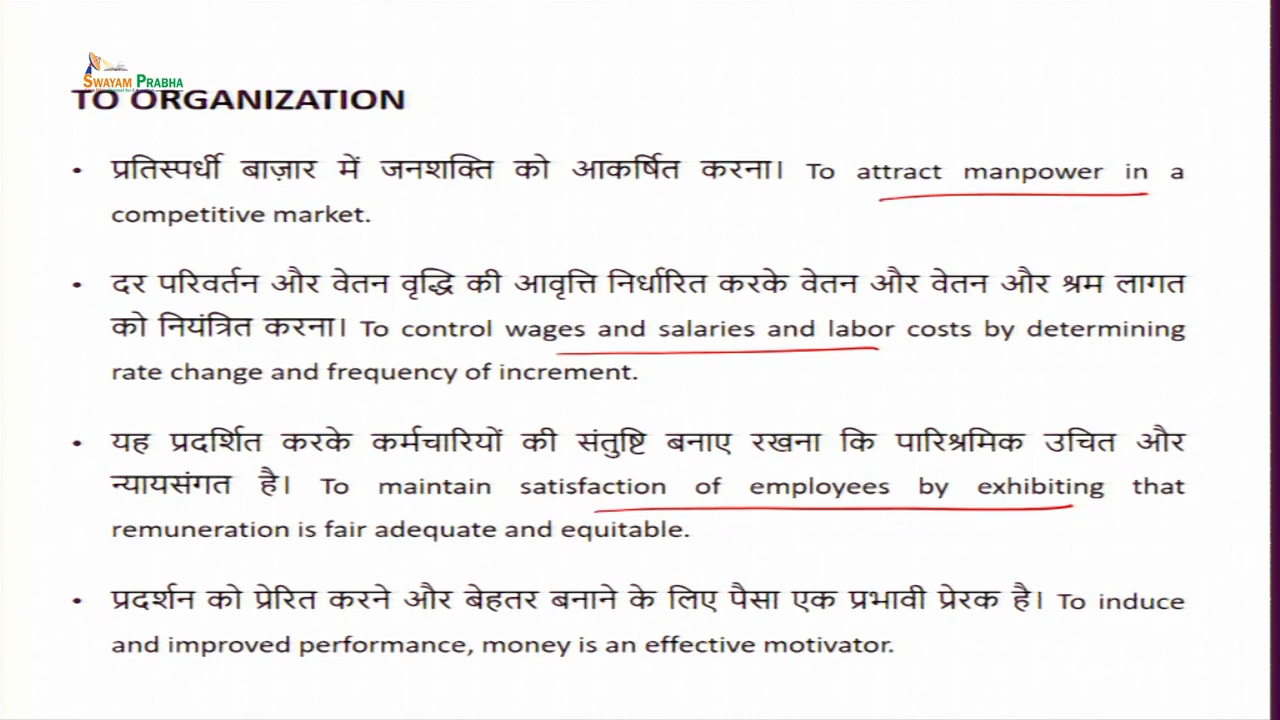 SWAYAM PRABHA
TO ORGANIZATION
• प्रतिस्पर्धी बाज़ार में जनशक्ति को आकर्षित करना। To attract manpower in a
competitive market.
• दर परिवर्तन और वेतन वृद्धि की आवृत्ति निर्धारित करके वेतन और वेतन और श्रम लागत
को नियंत्रित करना। To control wages and salaries and labor costs by determining
rate change and frequency of increment.
• यह प्रदर्शित करके कर्मचारियों की संतुष्टि बनाए रखना कि पारिश्रमिक उचित और
न्यायसंगत है। To maintain satisfaction of employees by exhibiting that
remuneration is fair adequate and equitable.
• प्रदर्शन को प्रेरित करने और बेहतर बनाने के लिए पैसा एक प्रभावी प्रेरक है। To induce
and improved performance, money is an effective motivator.